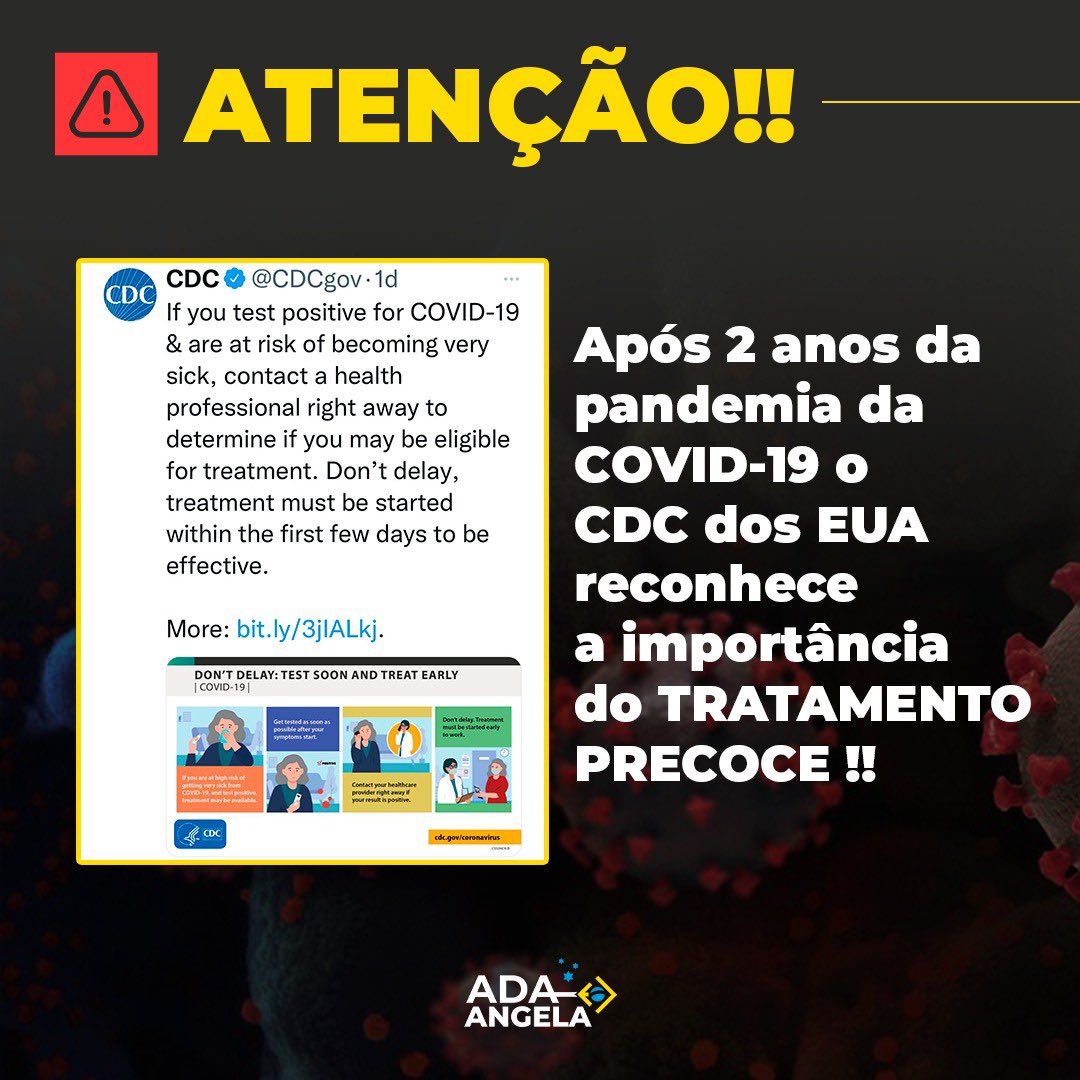 ATENÇÃO!!
CDC @CDCgov · 1d
If you test positive for COVID-19
& are at risk of becoming very
sick, contact a health
professional right away to
determine if you may be eligible
for treatment. Don’t delay,
treatment must be started
within the first few days to be
effective.
More: bit.ly/3jIALkj.
DON’T DELAY: TEST SOON AND TREAT EARLY
| COVID-19 |
If you are at high risk of
getting very sick from
COVID-19, and test positive,
treatment may be available.
Get tested as soon as
possible after your
symptoms start.
POSITIVE
Contact your healthcare
provider right away if
your result is positive.
Don’t delay. Treatment
must be started early
to work.
CDC
cdc.gov/coronavirus
Após 2 anos da
pandemia da
COVID-19 o
CDC dos EUA
reconhece
a importância
do TRATAMENTO
PRECOCE !!
ADA
ANGELA